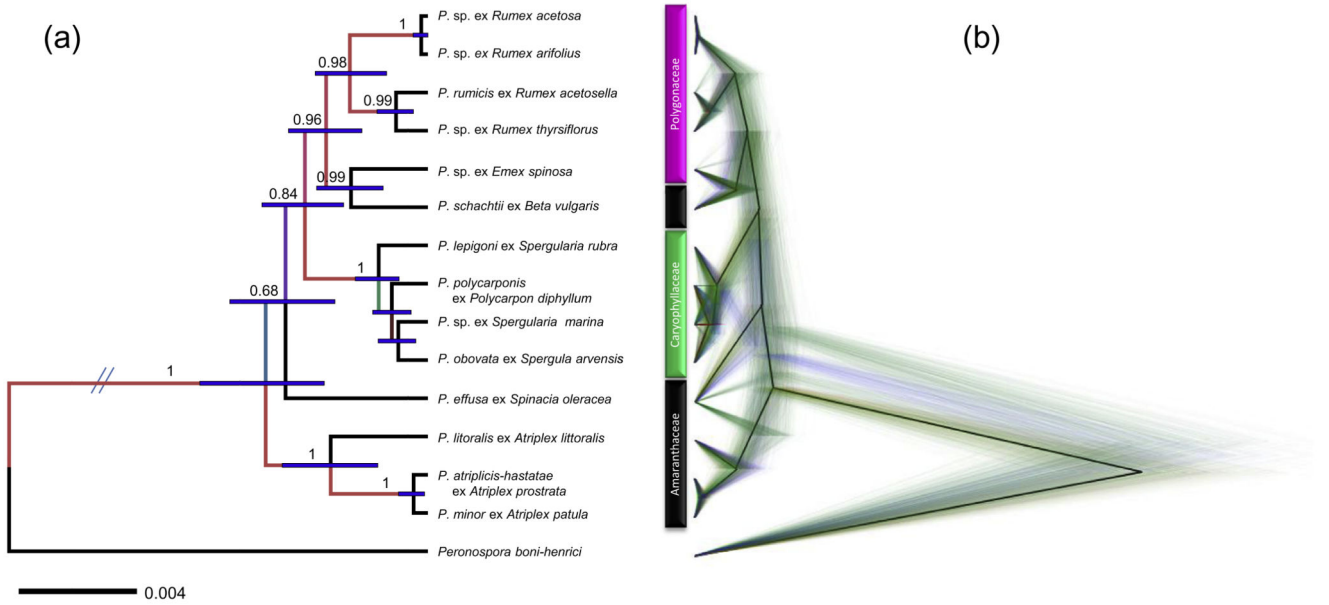 (a)
(b)
1
P. sp. ex Rumex acetosa
P. sp. ex Rumex arifolius
0.98
0.99
P. rumicis ex Rumex acetosella
P. sp. ex Rumex thyrsiflorus
0.96
0.99
P. sp. ex Emex spinosa
P. schachtii ex Beta vulgaris
0.84
1
P. lepigoni ex Spergularia rubra
P. polycarponis
ex Polycarpon diphyllum
P. sp. ex Spergularia marina
P. obovata ex Spergula arvensis
0.68
1
P. effusa ex Spinacia oleracea
1
P. litoralis ex Atriplex littoralis
1
P. atriplicis-hastatae
ex Atriplex prostrata
P. minor ex Atriplex patula
Peronospora boni-henrici
0.004
Polygonaceae
Caryophyllaceae
Amaranthaceae